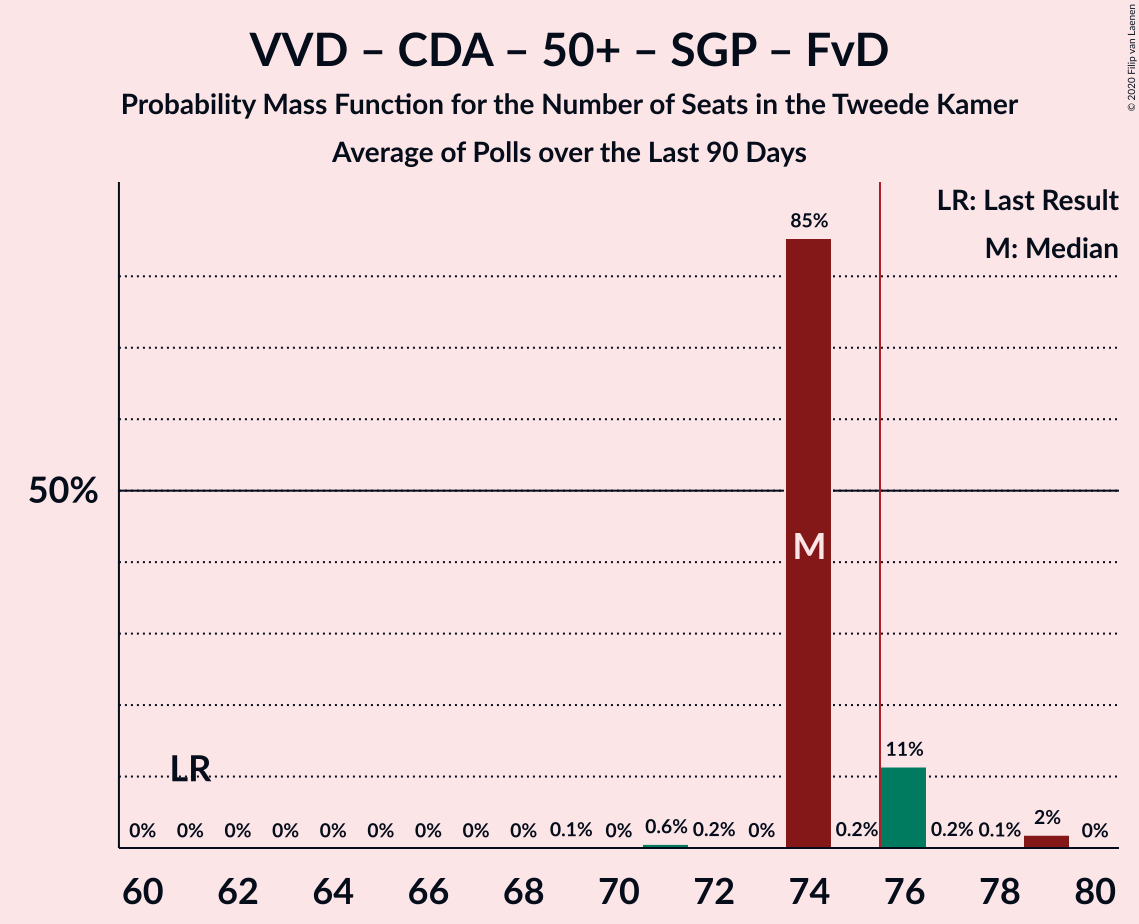 VVD – CDA – 50+ – SGP – FvD
Probability Mass Function for the Number of Seats in the Tweede Kamer
Average of Polls over the Last 90 Days
© 2020 Filip van Laenen
LR: Last Result
M: Median
85%
50%
M
LR
11%
0% 0% 0% 0% 0% 0% 0% 0% 0% 0.1% 0% 0.6% 0.2% 0% 0.2% 0.2% 0.1% 2% 0%
60 62 64 66 68 70 72 74 76 78 80